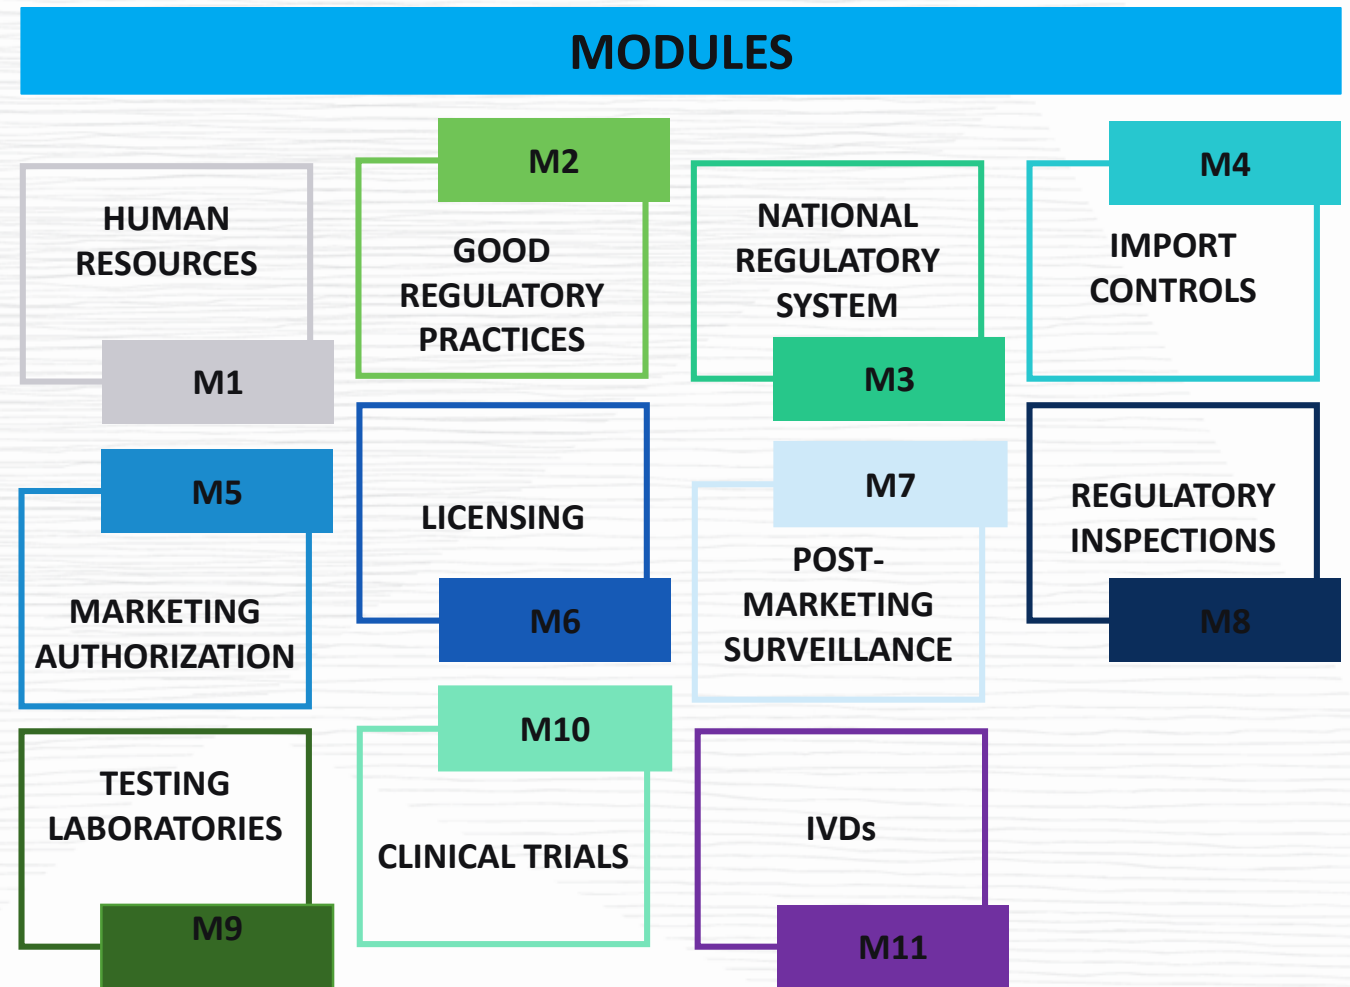 MODULES
HUMAN
RESOURCES
M1
M2
GOOD
REGULATORY
PRACTICES
NATIONAL
REGULATORY
SYSTEM
M3
M4
IMPORT
CONTROLS
M5
MARKETING
AUTHORIZATION
LICENSING
M6
M7
POST-
MARKETING
SURVEILLANCE
REGULATORY
INSPECTIONS
M8
TESTING
LABORATORIES
M9
M10
CLINICAL TRIALS
IVDs
M11